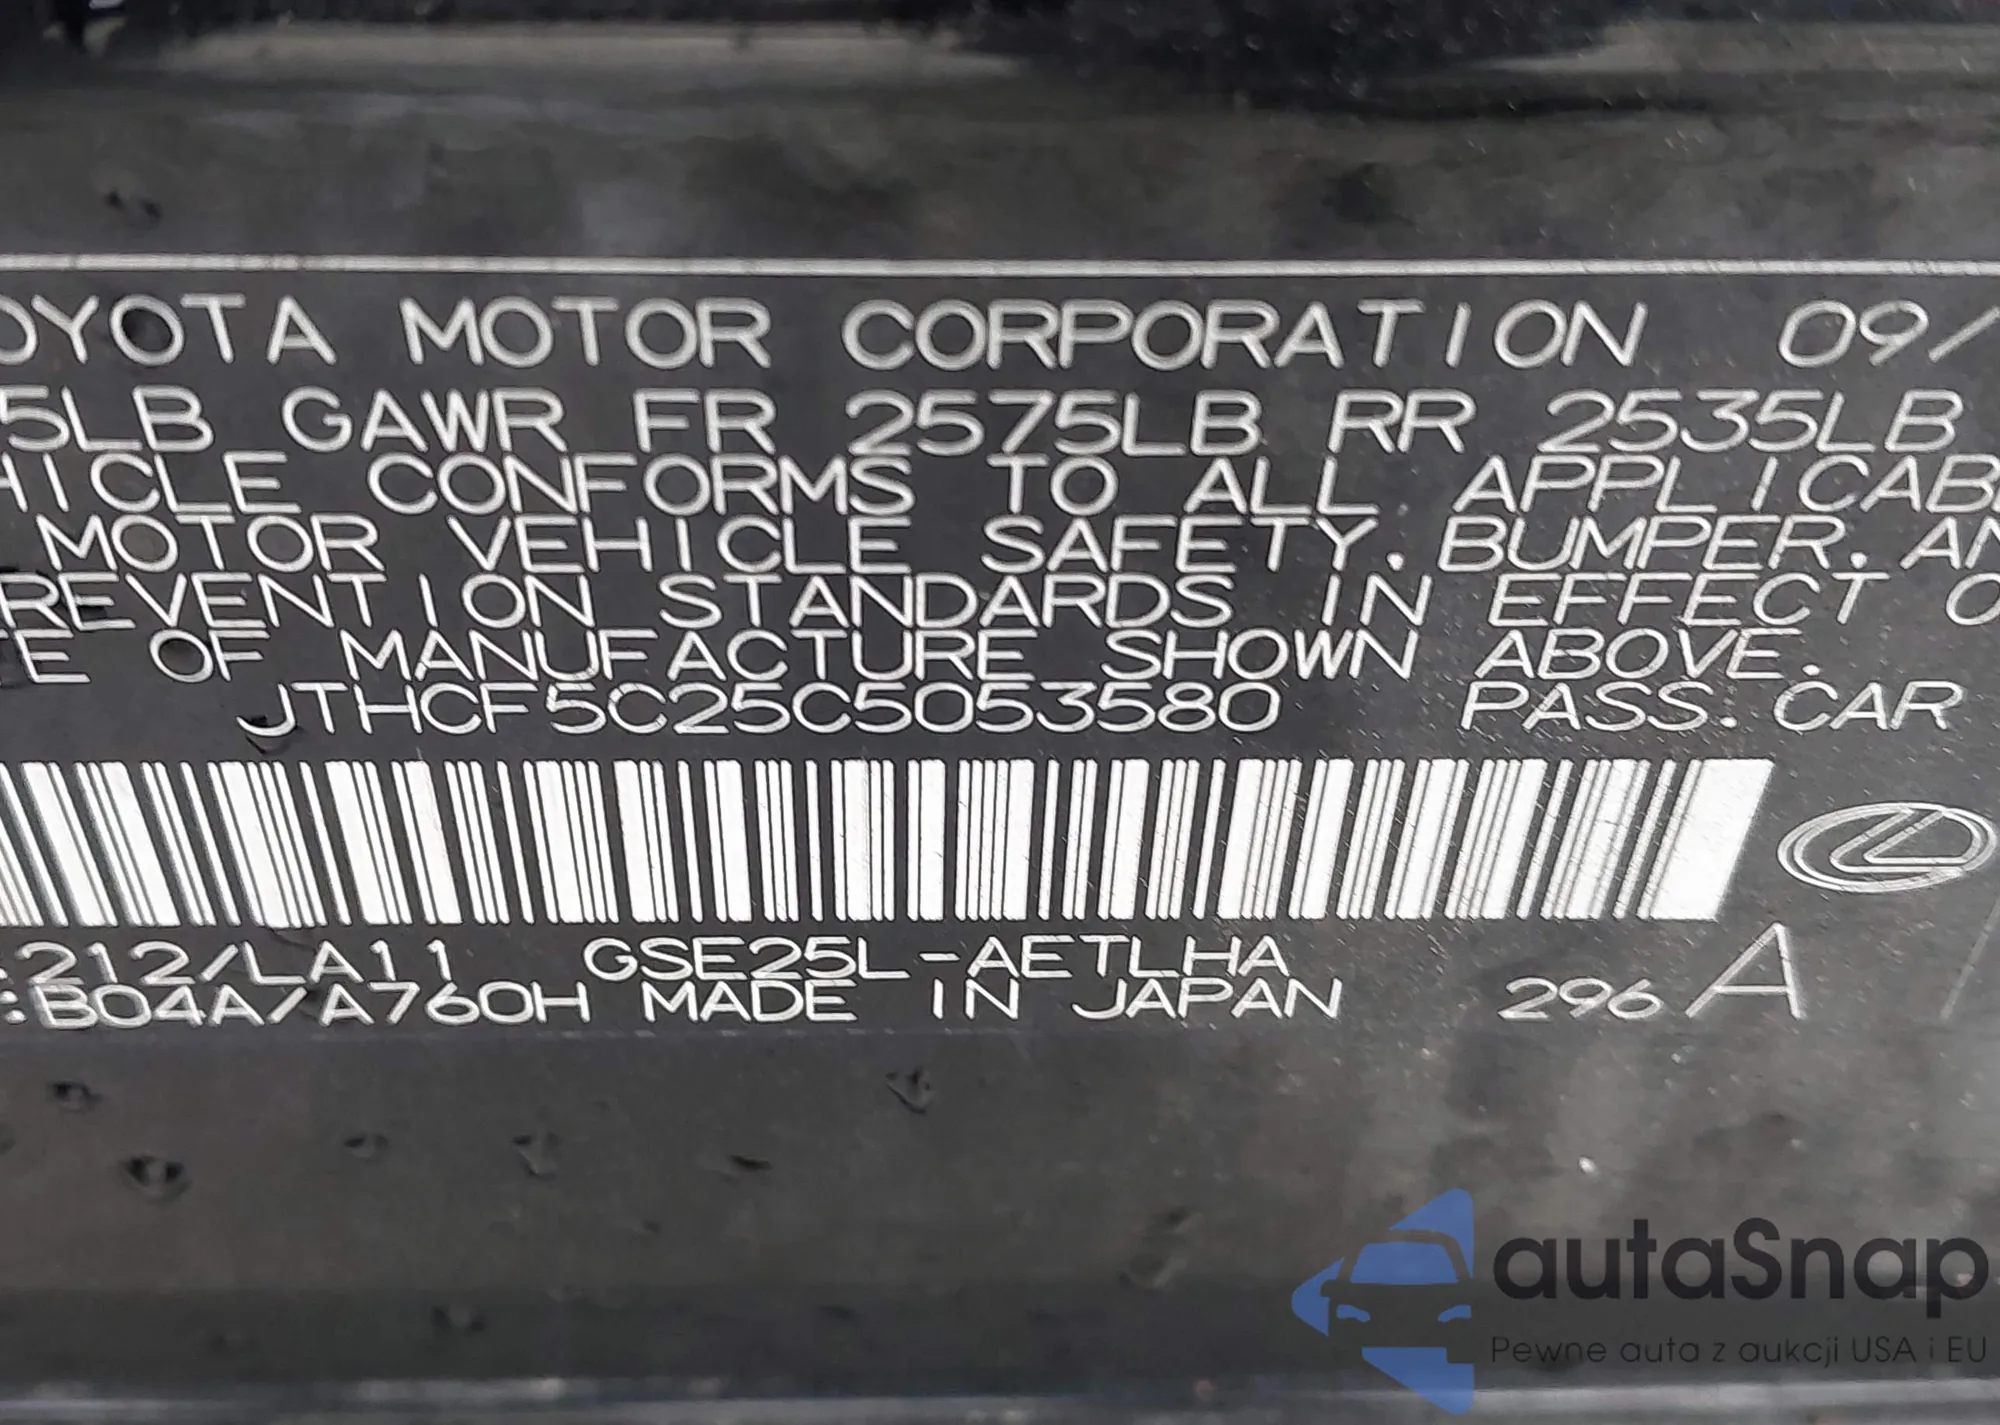 OYOTA MOTOR CORPORATION 09/
5LB GAWR FR 2575LB RR 2535LB
HICLE CONFORMS TO ALL APPLICAB
MOTOR VEHICLE SAFETY. BUMPER. AN
REVENTION STANDARDS IN EFFECT O
E OF MANUFACTURE SHOWN ABOVE.
JTHCF5C25C5053580 PASS. CAR
212/LA11 GSE25L-AETLHA
:B04A/A760H MADE IN JAPAN 296 A
autaSnap
Pewne auta z aukcji USA i EU